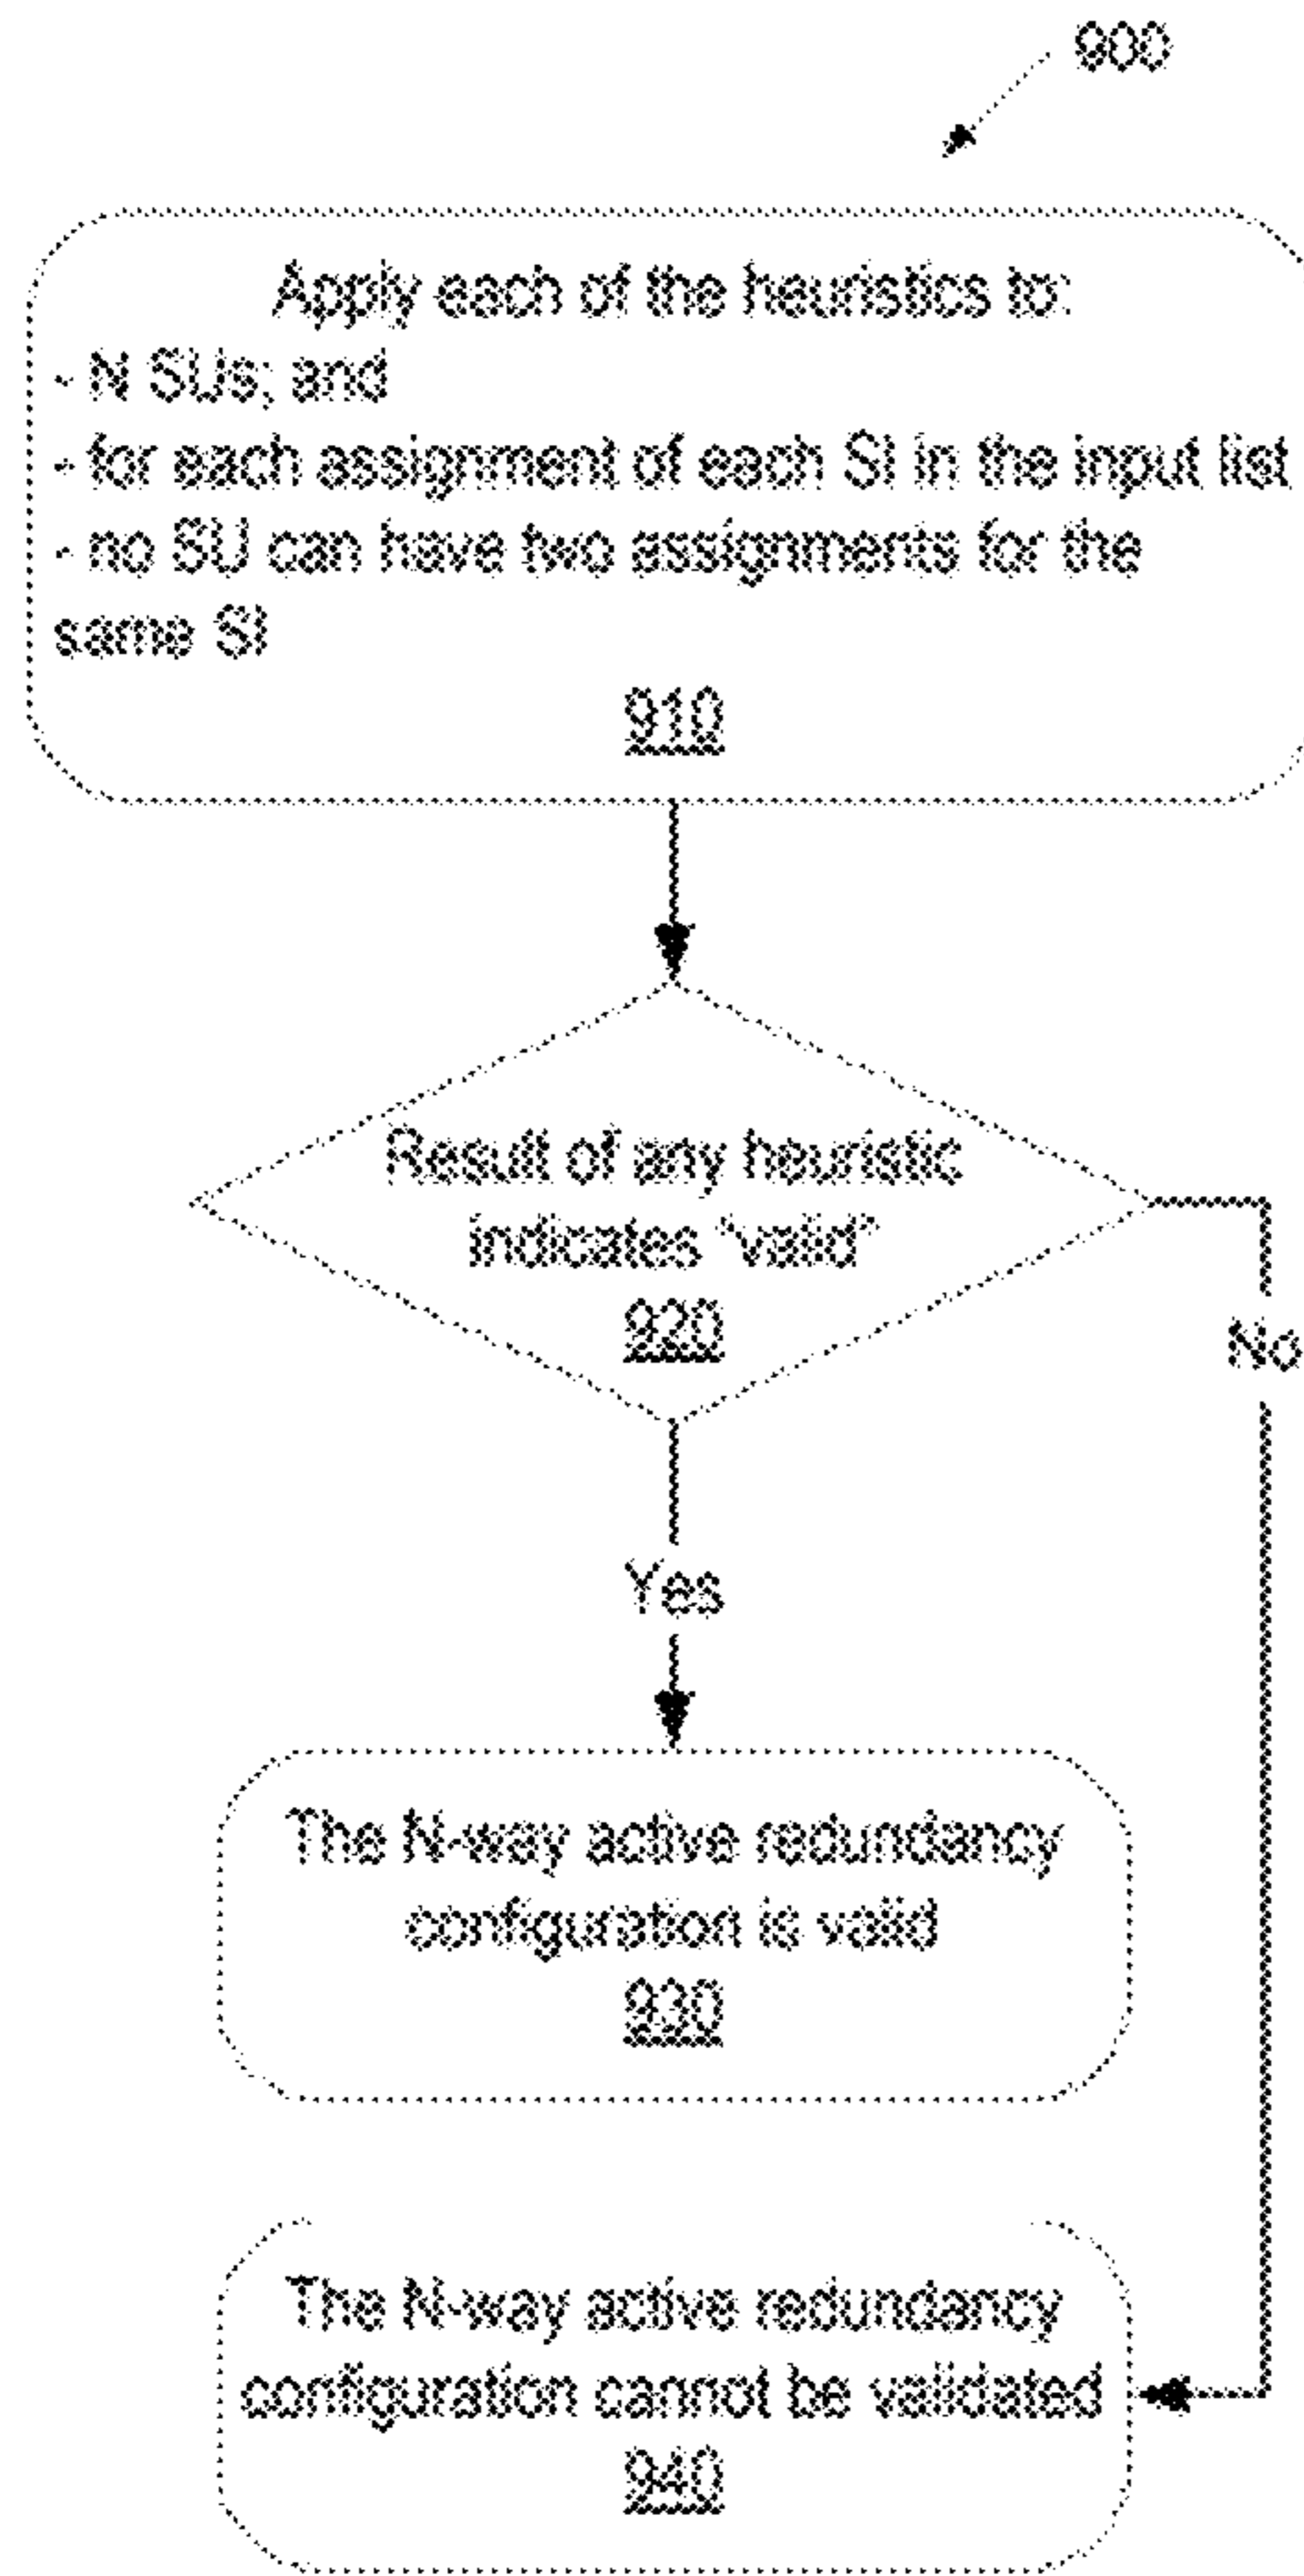 900
Apply each of the heuristics to:
- N SUs; and
- for each assignment of each SI in the input list
- no SU can have two assignments for the
same SI
910
Result of any heuristic
indicates "valid"
920
No
Yes
The N-way active redundancy
configuration is valid
930
The N-way active redundancy
configuration cannot be validated
940